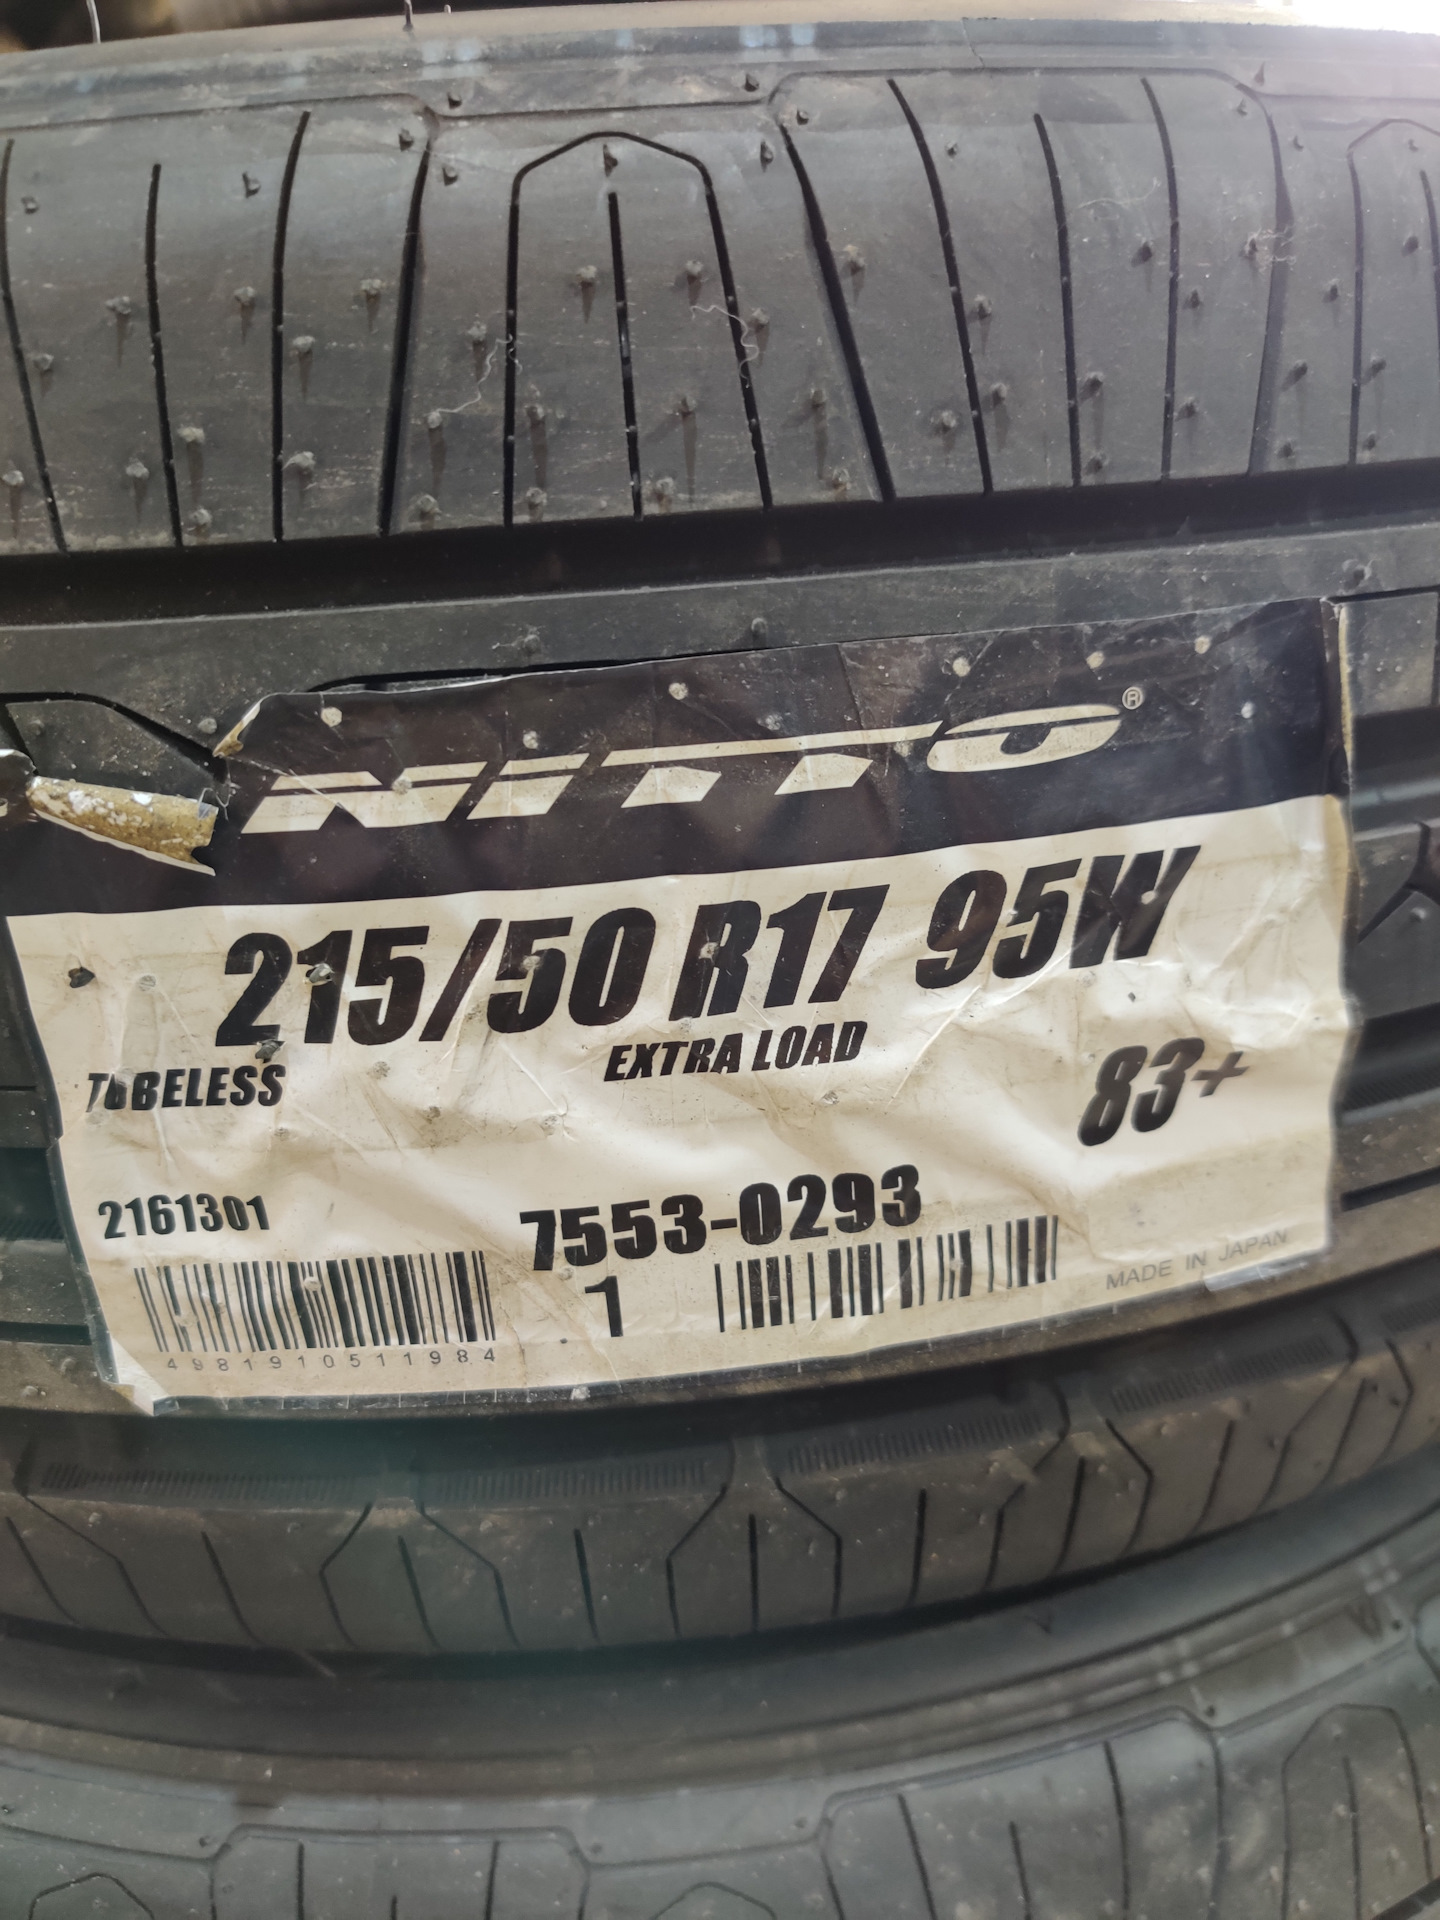 NITTO®
215/50 R17 95W
EXTRA LOAD
TUBELESS
83+
2161301
7553-0293
1
4981910511984
MADE IN JAPAN